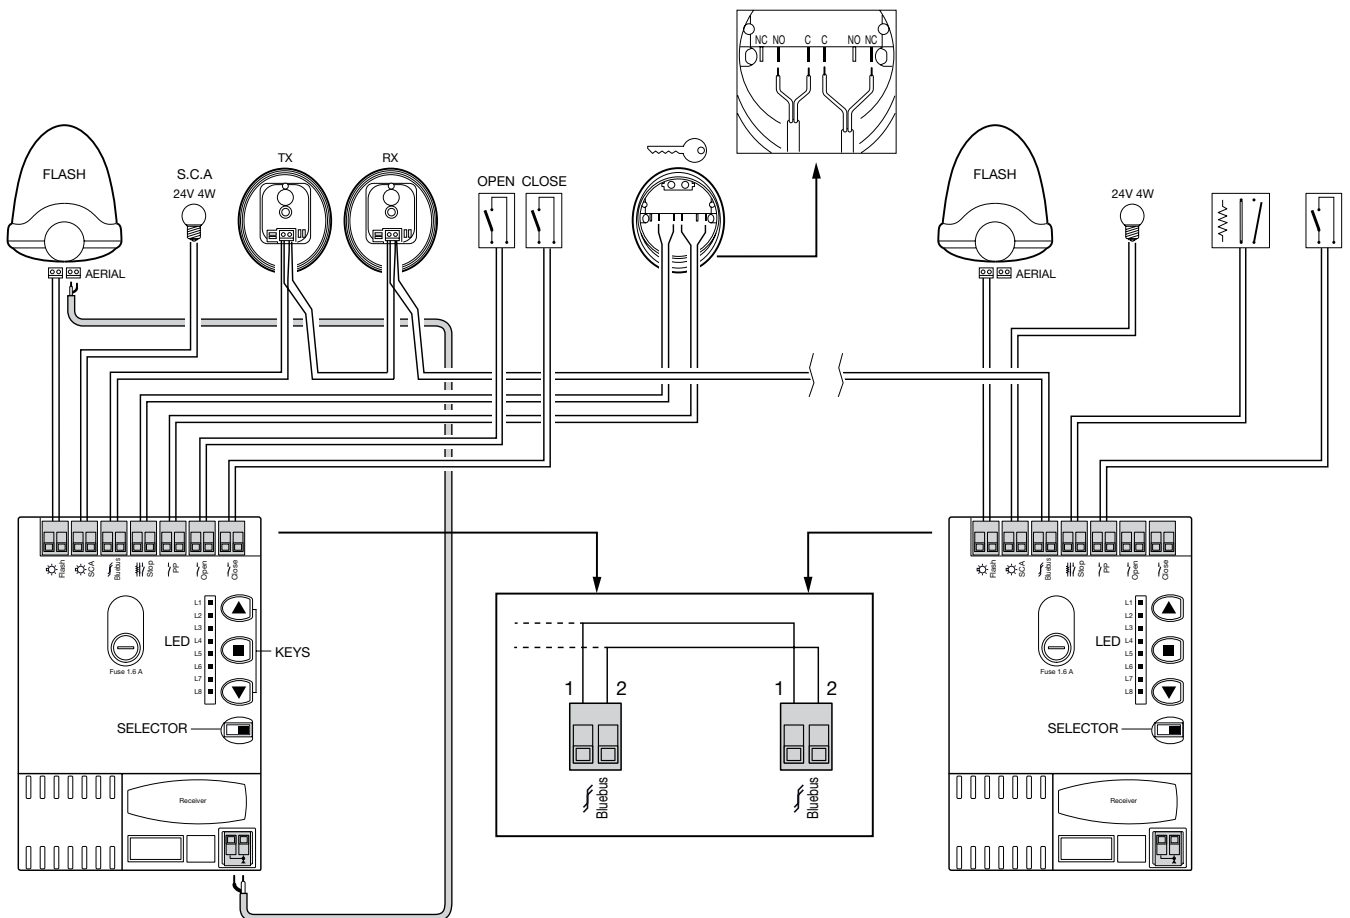 NC NO C C NO NC
FLASH
S.C.A
24V 4W
TX
RX
OPEN CLOSE
FLASH
24V 4W
AERIAL
AERIAL
Flash
SCA
Bluebus
Stop
PP
Open
Close
Flash
SCA
Bluebus
Stop
PP
Open
Close
L1
L2
L3
L4
L5
L6
L7
L8
LED
KEYS
Fuse 1.6 A
SELECTOR
Receiver
1 2
1 2
Bluebus
Bluebus
L1
L2
L3
L4
L5
L6
L7
L8
LED
Fuse 1.6 A
SELECTOR
Receiver